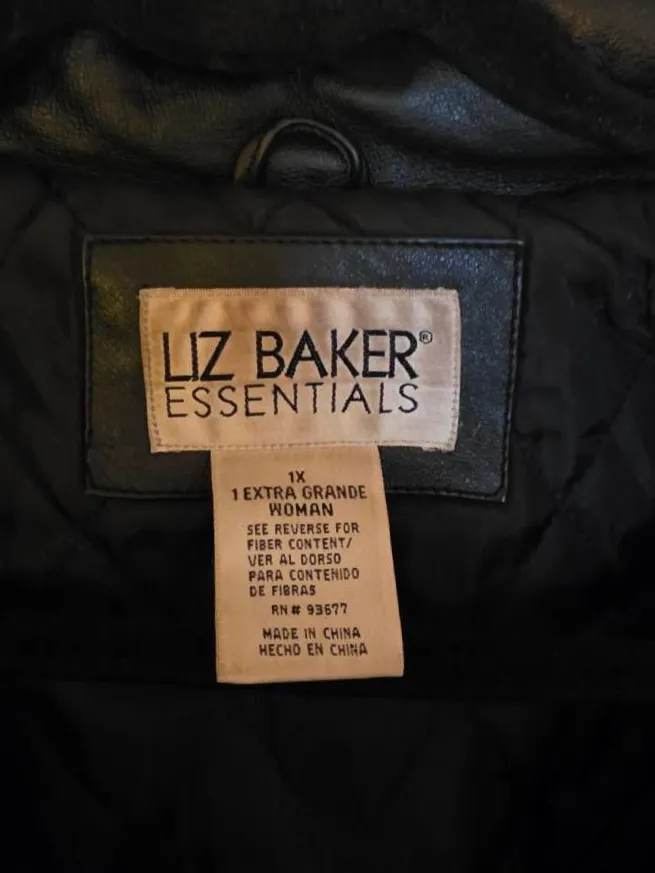 LIZ BAKER®
ESSENTIALS
1X
1 EXTRA GRANDE
WOMAN
SEE REVERSE FOR
FIBER CONTENT/
VER AL DORSO
PARA CONTENIDO
DE FIBRAS
RN# 93677
MADE IN CHINA
HECHO EN CHINA